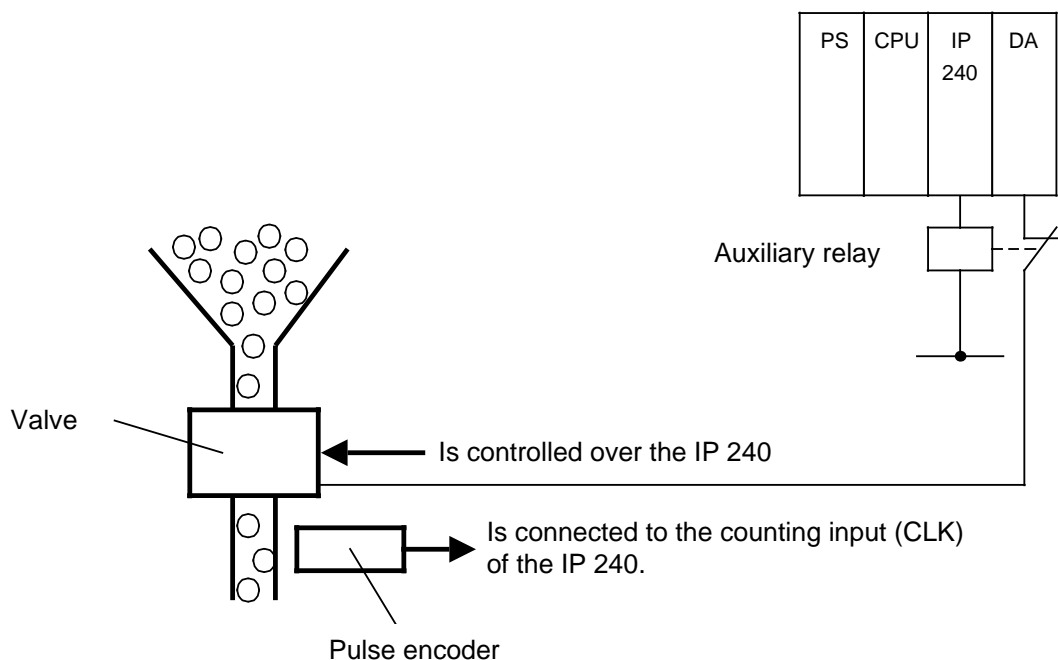 PS CPU IP DA
240
Auxiliary relay
Valve
Is controlled over the IP 240
Is connected to the counting input (CLK)
of the IP 240.
Pulse encoder